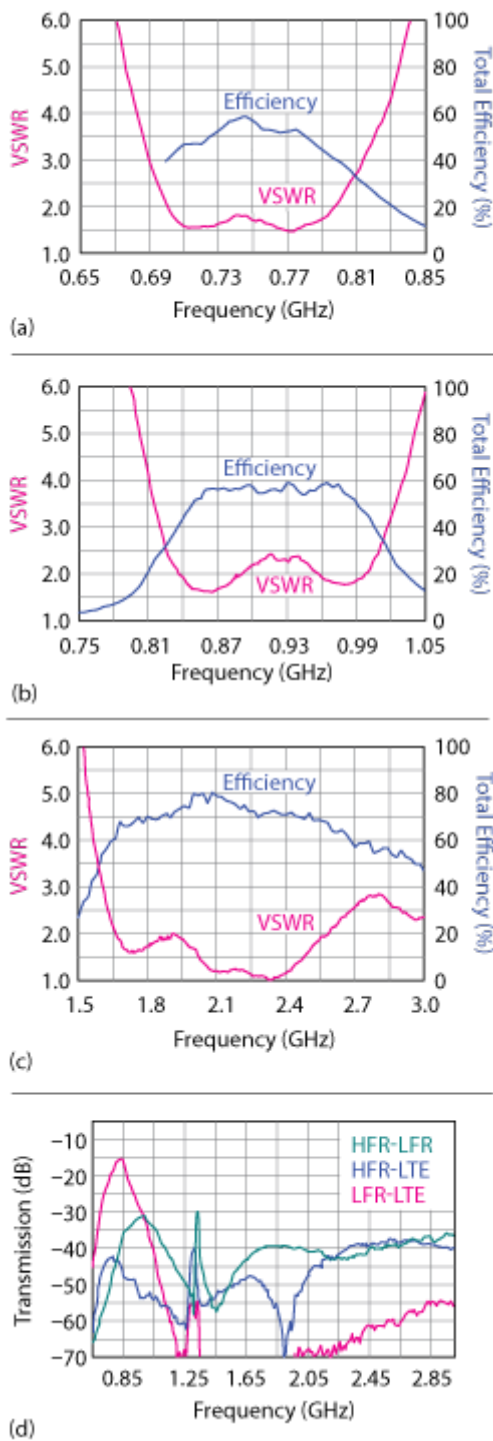 6.0
5.0
4.0
3.0
2.0
1.0
VSWR
100
80
60
40
20
0
Total Efficiency (%)
Efficiency
VSWR
0.65 0.69 0.73 0.77 0.81 0.85
Frequency (GHz)
(a)
6.0
5.0
4.0
3.0
2.0
1.0
VSWR
100
80
60
40
20
0
Total Efficiency (%)
Efficiency
VSWR
0.75 0.81 0.87 0.93 0.99 1.05
Frequency (GHz)
(b)
6.0
5.0
4.0
3.0
2.0
1.0
VSWR
100
80
60
40
20
0
Total Efficiency (%)
Efficiency
VSWR
1.5 1.8 2.1 2.4 2.7 3.0
Frequency (GHz)
(c)
−10
−20
−30
−40
−50
−60
−70
Transmission (dB)
HFR-LFR
HFR-LTE
LFR-LTE
0.85 1.25 1.65 2.05 2.45 2.85
Frequency (GHz)
(d)